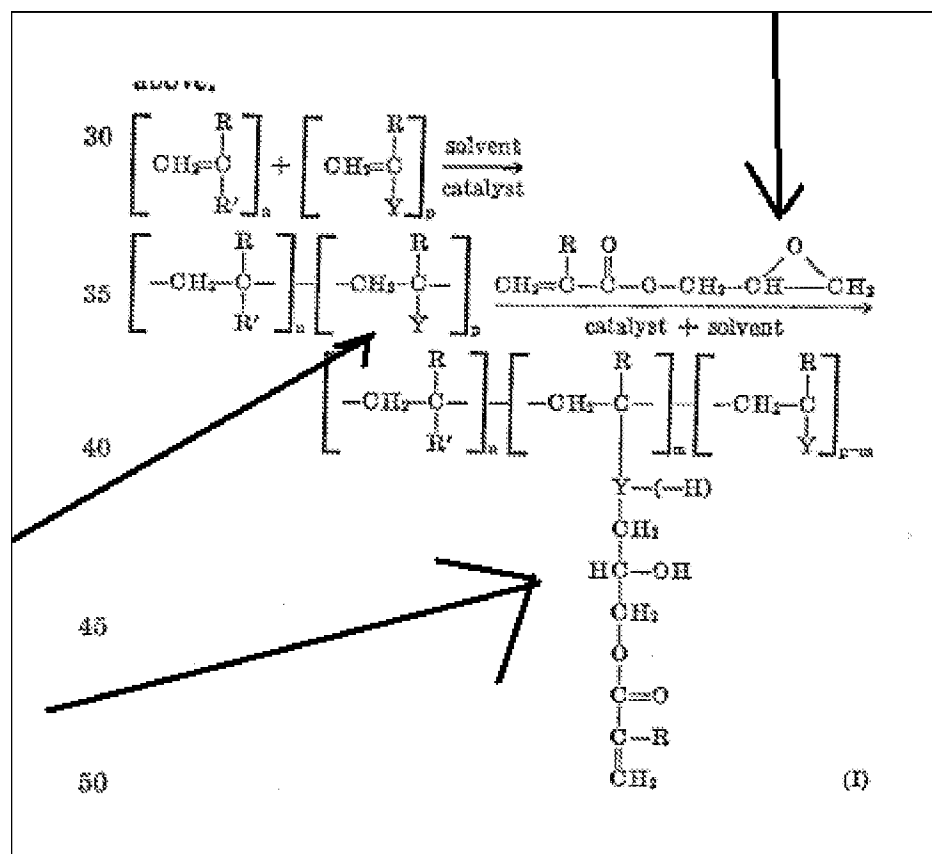 above.
30 [CH₂=C(R)(R')]ₙ + [CH₂=C(R)(Y)]ₚ solvent catalyst
35 [—CH₂—C(R)(R')—]ₙ—[—CH₂—C(R)(Y)—]ₚ CH₂=C(R)—C(=O)—O—CH₂—CH—O—CH₂
catalyst + solvent
40 [—CH₂—C(R)(R')—]ₙ—[—CH₂—C(R)—]ₘ—[—CH₂—C(R)(Y)]ₚ₋ₘ
Y—(—H)
CH₂
HC—OH
45 CH₂
O
C=O
C—R
50 CH₂ (I)